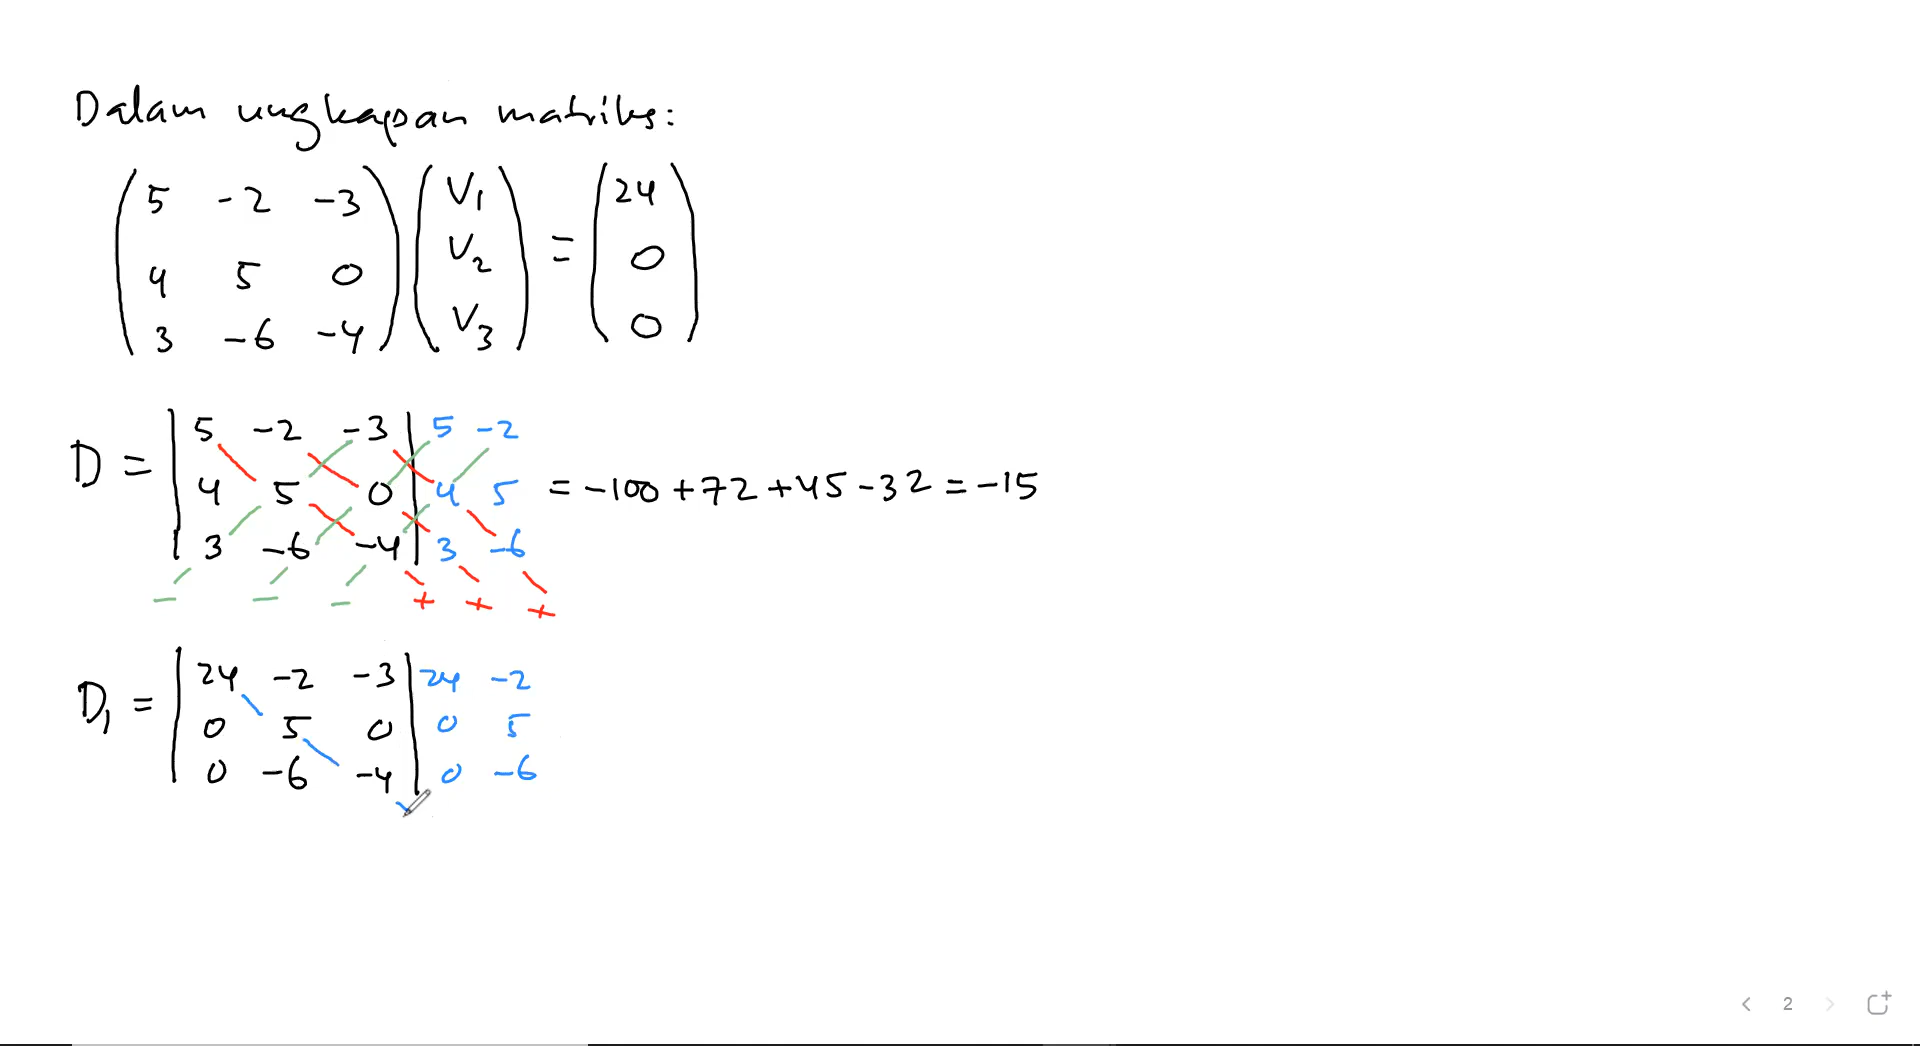 Dalam ungkapan matriks:
5 -2 -3 V1 24
4 5 0 V2 = 0
3 -6 -4 V3 0
5 -2 -3 5 -2
D = 4 5 0 4 5 = -100 + 72 + 45 - 32 = -15
3 -6 -4 3 -6
- - - + + +
24 -2 -3 24 -2
D1 = 0 5 0 0 5
0 -6 -4 0 -6
2